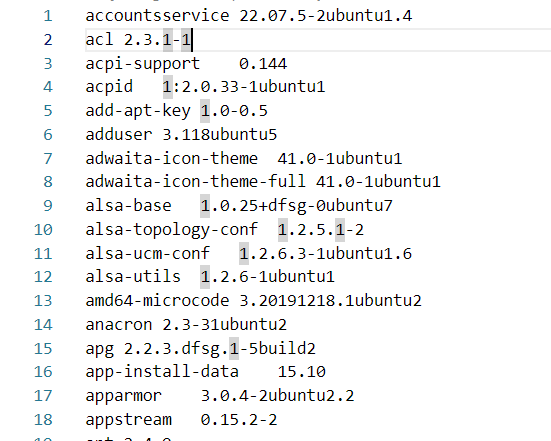 1 accountsservice 22.07.5-2ubuntu1.4
2 acl 2.3.1-1
3 acpi-support 0.144
4 acpid 1:2.0.33-1ubuntu1
5 add-apt-key 1.0-0.5
6 adduser 3.118ubuntu5
7 adwaita-icon-theme 41.0-1ubuntu1
8 adwaita-icon-theme-full 41.0-1ubuntu1
9 alsa-base 1.0.25+dfsg-0ubuntu7
10 alsa-topology-conf 1.2.5.1-2
11 alsa-ucm-conf 1.2.6.3-1ubuntu1.6
12 alsa-utils 1.2.6-1ubuntu1
13 amd64-microcode 3.20191218.1ubuntu2
14 anacron 2.3-31ubuntu2
15 apg 2.2.3.dfsg.1-5build2
16 app-install-data 15.10
17 apparmor 3.0.4-2ubuntu2.2
18 appstream 0.15.2-2